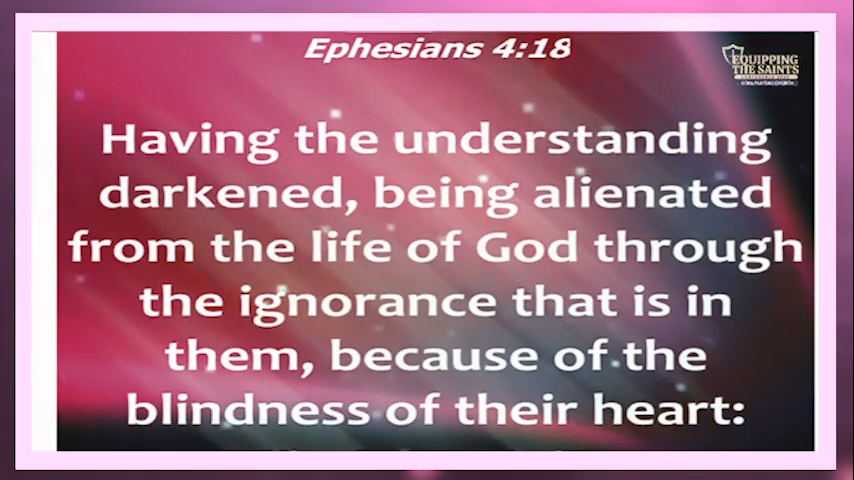 Ephesians 4:18
EQUIPPING
THE SAINTS
Having the understanding
darkened, being alienated
from the life of God through
the ignorance that is in
them, because of the
blindness of their heart: